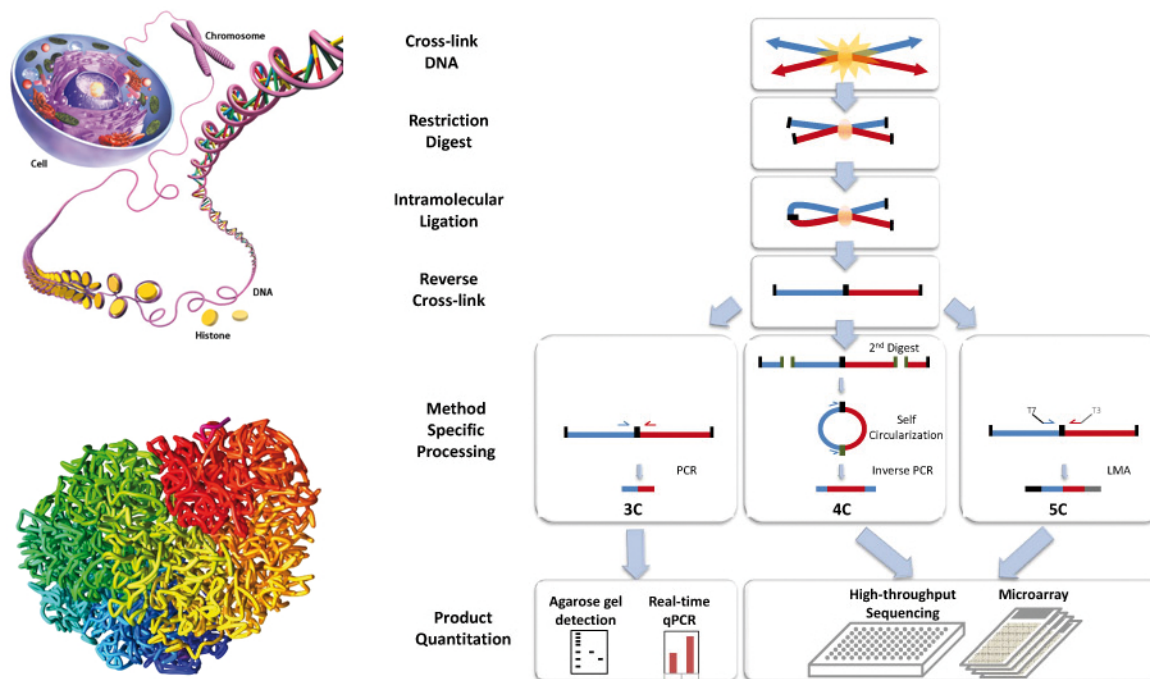 Chromosome
Cell
DNA
Histone
Cross-link
DNA
Restriction
Digest
Intramolecular
Ligation
Reverse
Cross-link
Method
Specific
Processing
PCR
3C
2nd Digest
Self
Circularization
Inverse PCR
4C
T7
T3
LMA
5C
Product
Quantitation
Agarose gel
detection
Real-time
qPCR
High-throughput
Sequencing
Microarray